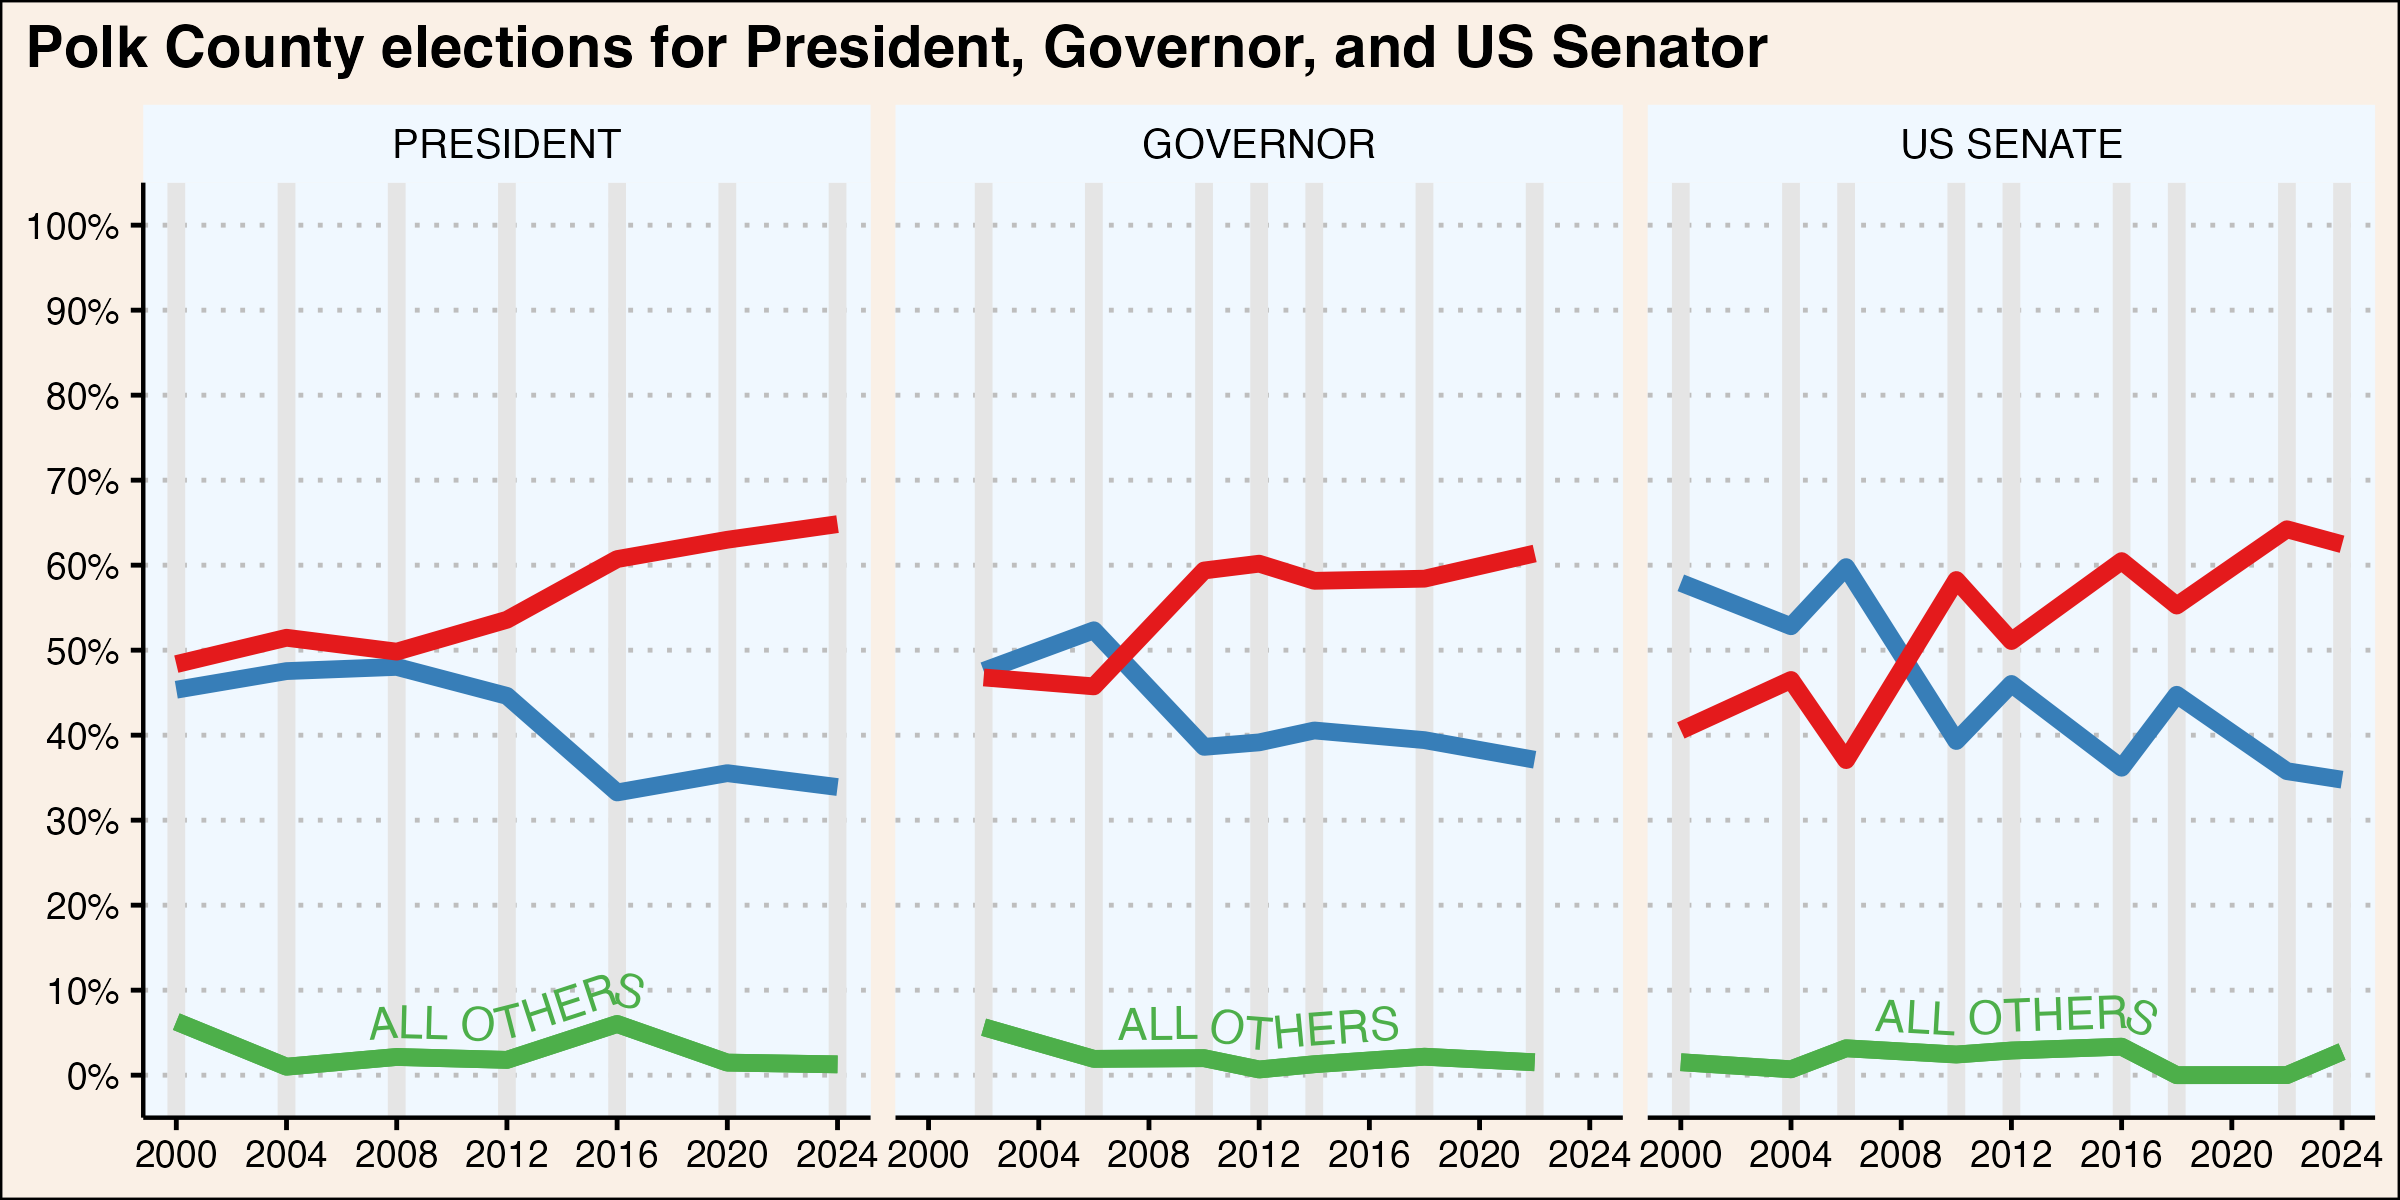 Polk County elections for President, Governor, and US Senator
PRESIDENT
GOVERNOR
US SENATE
100%
90%
80%
70%
60%
50%
40%
30%
20%
10%
0%
ALL OTHERS
ALL OTHERS
ALL OTHERS
2000 2004 2008 2012 2016 2020 2024
2000 2004 2008 2012 2016 2020 2024
2000 2004 2008 2012 2016 2020 2024